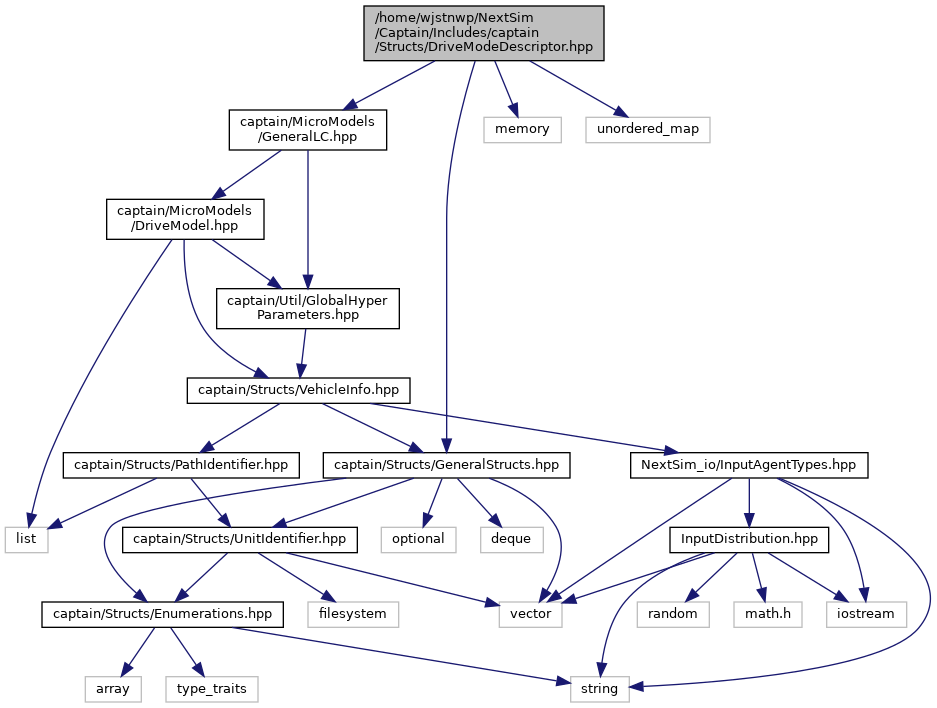 /home/wjstnwp/NextSim
/Captain/Includes/captain
/Structs/DriveModeDescriptor.hpp
captain/MicroModels
/GeneralLC.hpp
memory
unordered_map
captain/MicroModels
/DriveModel.hpp
captain/Util/GlobalHyper
Parameters.hpp
captain/Structs/VehicleInfo.hpp
captain/Structs/PathIdentifier.hpp
captain/Structs/GeneralStructs.hpp
NextSim_io/InputAgentTypes.hpp
list
captain/Structs/UnitIdentifier.hpp
optional
deque
InputDistribution.hpp
captain/Structs/Enumerations.hpp
filesystem
vector
random
math.h
iostream
array
type_traits
string